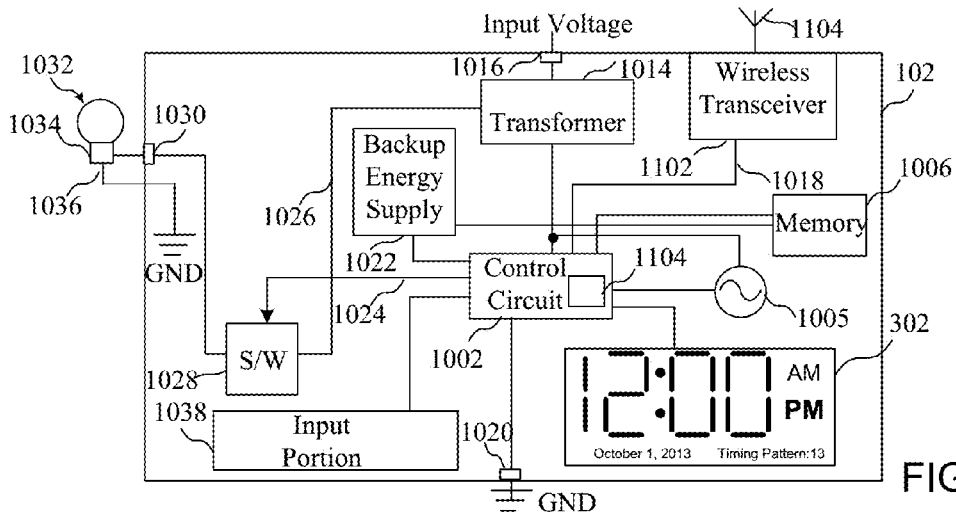 Input Voltage
1104
1016
1014
Wireless
Transceiver
102
1032
1034
1030
Transformer
Backup
Energy
Supply
1102
1018
1006
1036
1026
Memory
GND
1022
1024
Control
Circuit
1104
1005
1002
302
S/W
1028
12:00
AM
PM
1038
Input
Portion
1020
October 1, 2013
Timing Pattern:13
GND
FIG